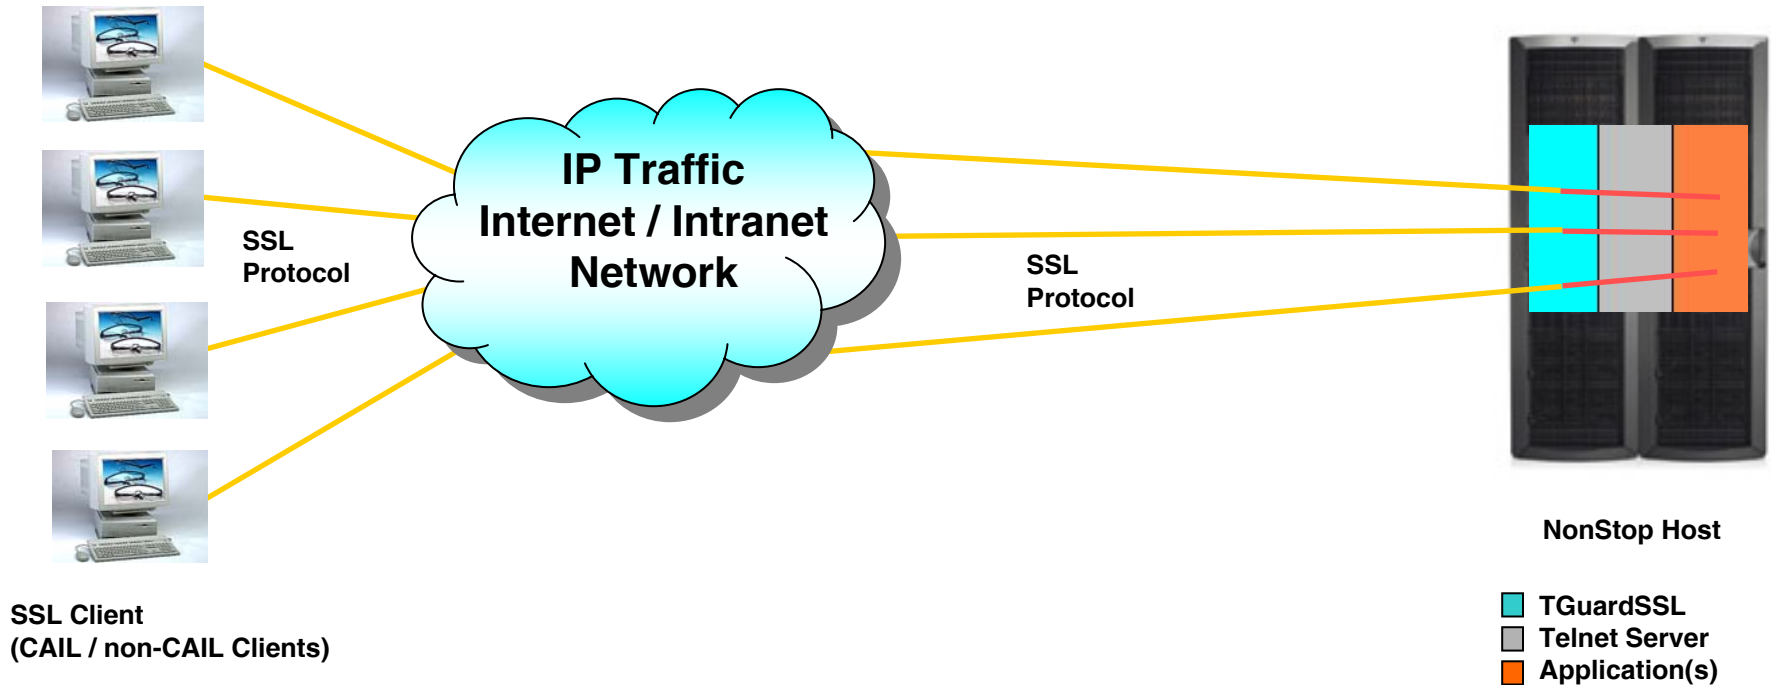 IP Traffic
Internet / Intranet
Network
SSL
Protocol
SSL
Protocol
NonStop Host
SSL Client
(CAIL / non-CAIL Clients)
TGuardSSL
Telnet Server
Application(s)